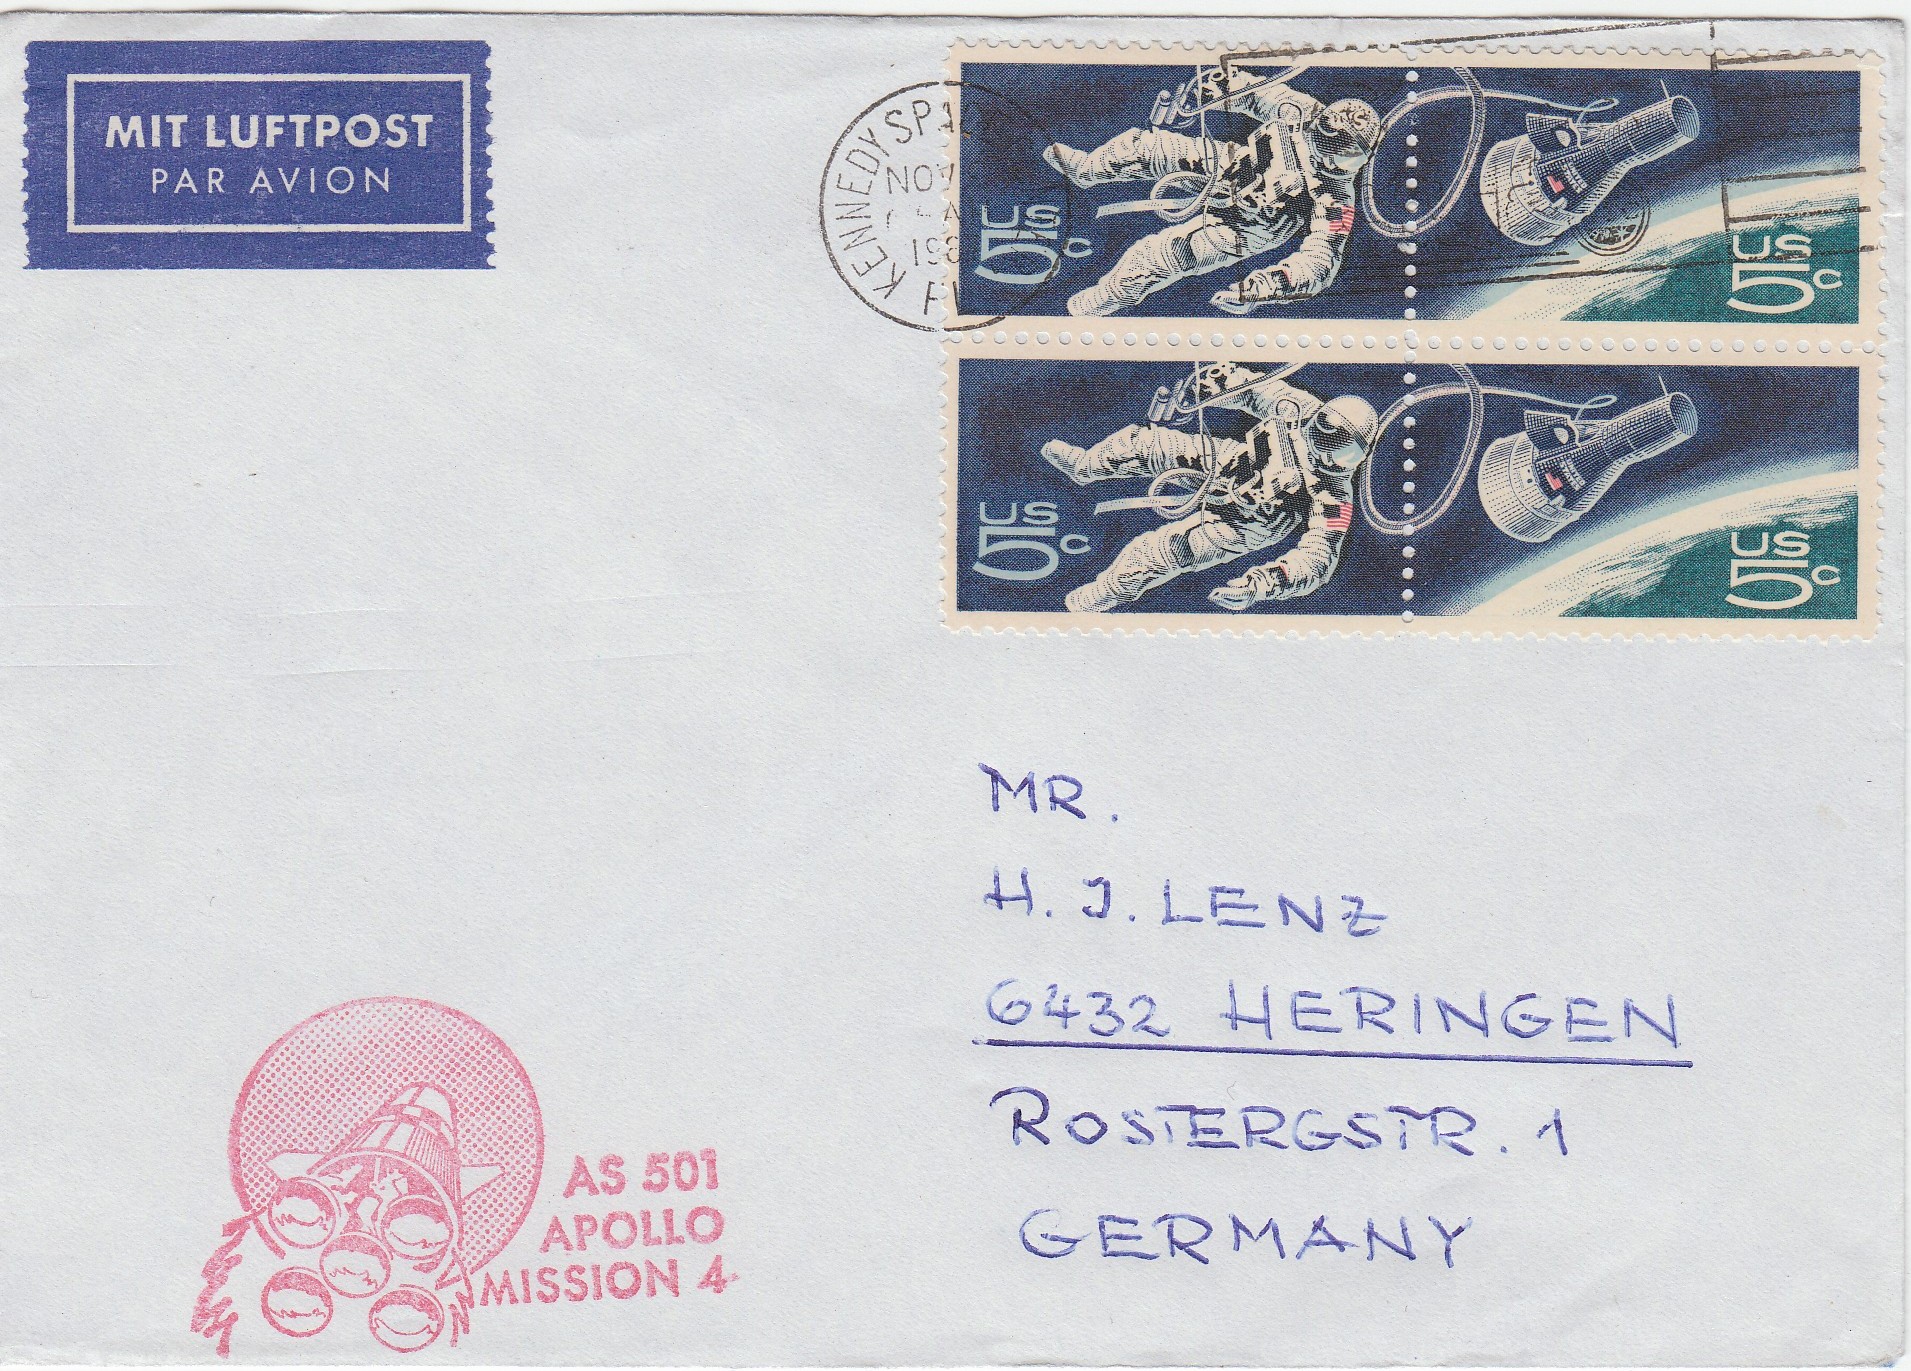 MIT LUFTPOST
PAR AVION
KENNEDY SPA
NOV
196
FL
US
5c
US
5c
US
5c
US
5c
MR.
H. J. LENZ
6432 HERINGEN
ROSTERGSTR. 1
GERMANY
AS 501
APOLLO
MISSION 4